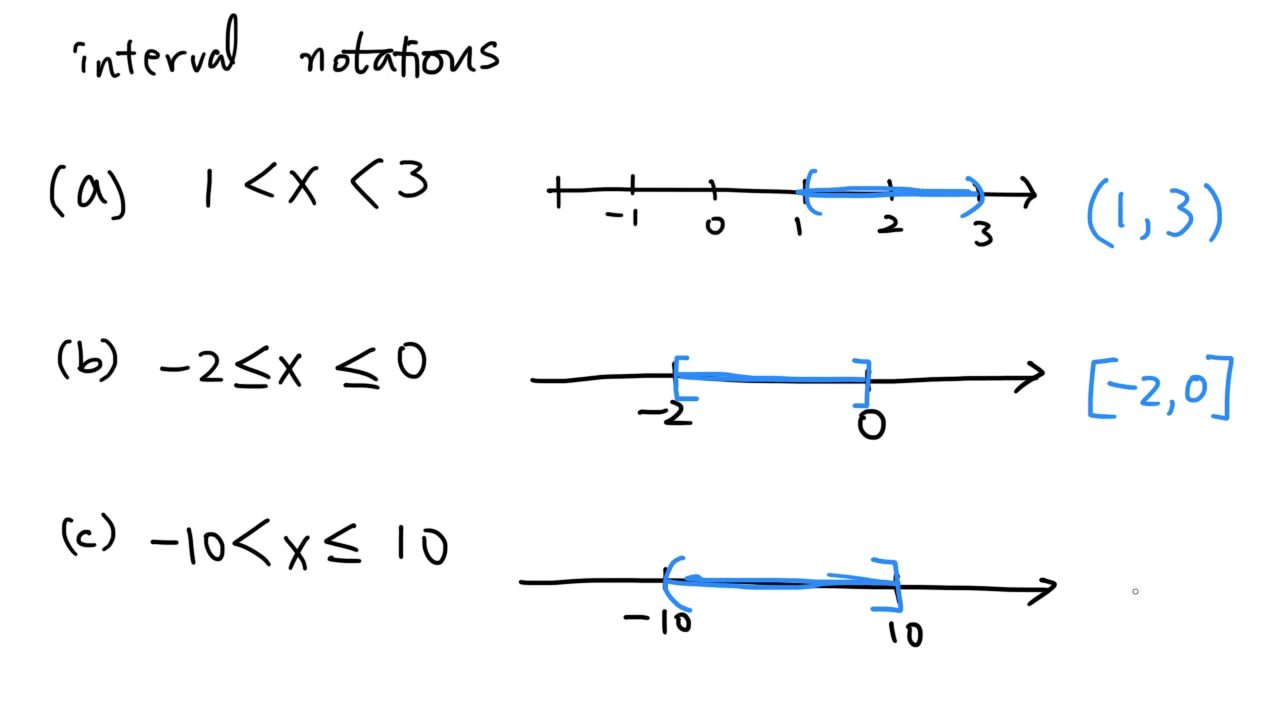 interval notations
(a) 1 < x < 3
-1 0 1 2 3
(1, 3)
(b) -2 ≤ x ≤ 0
-2 0
[-2, 0]
(c) -10 < x ≤ 10
-10 10